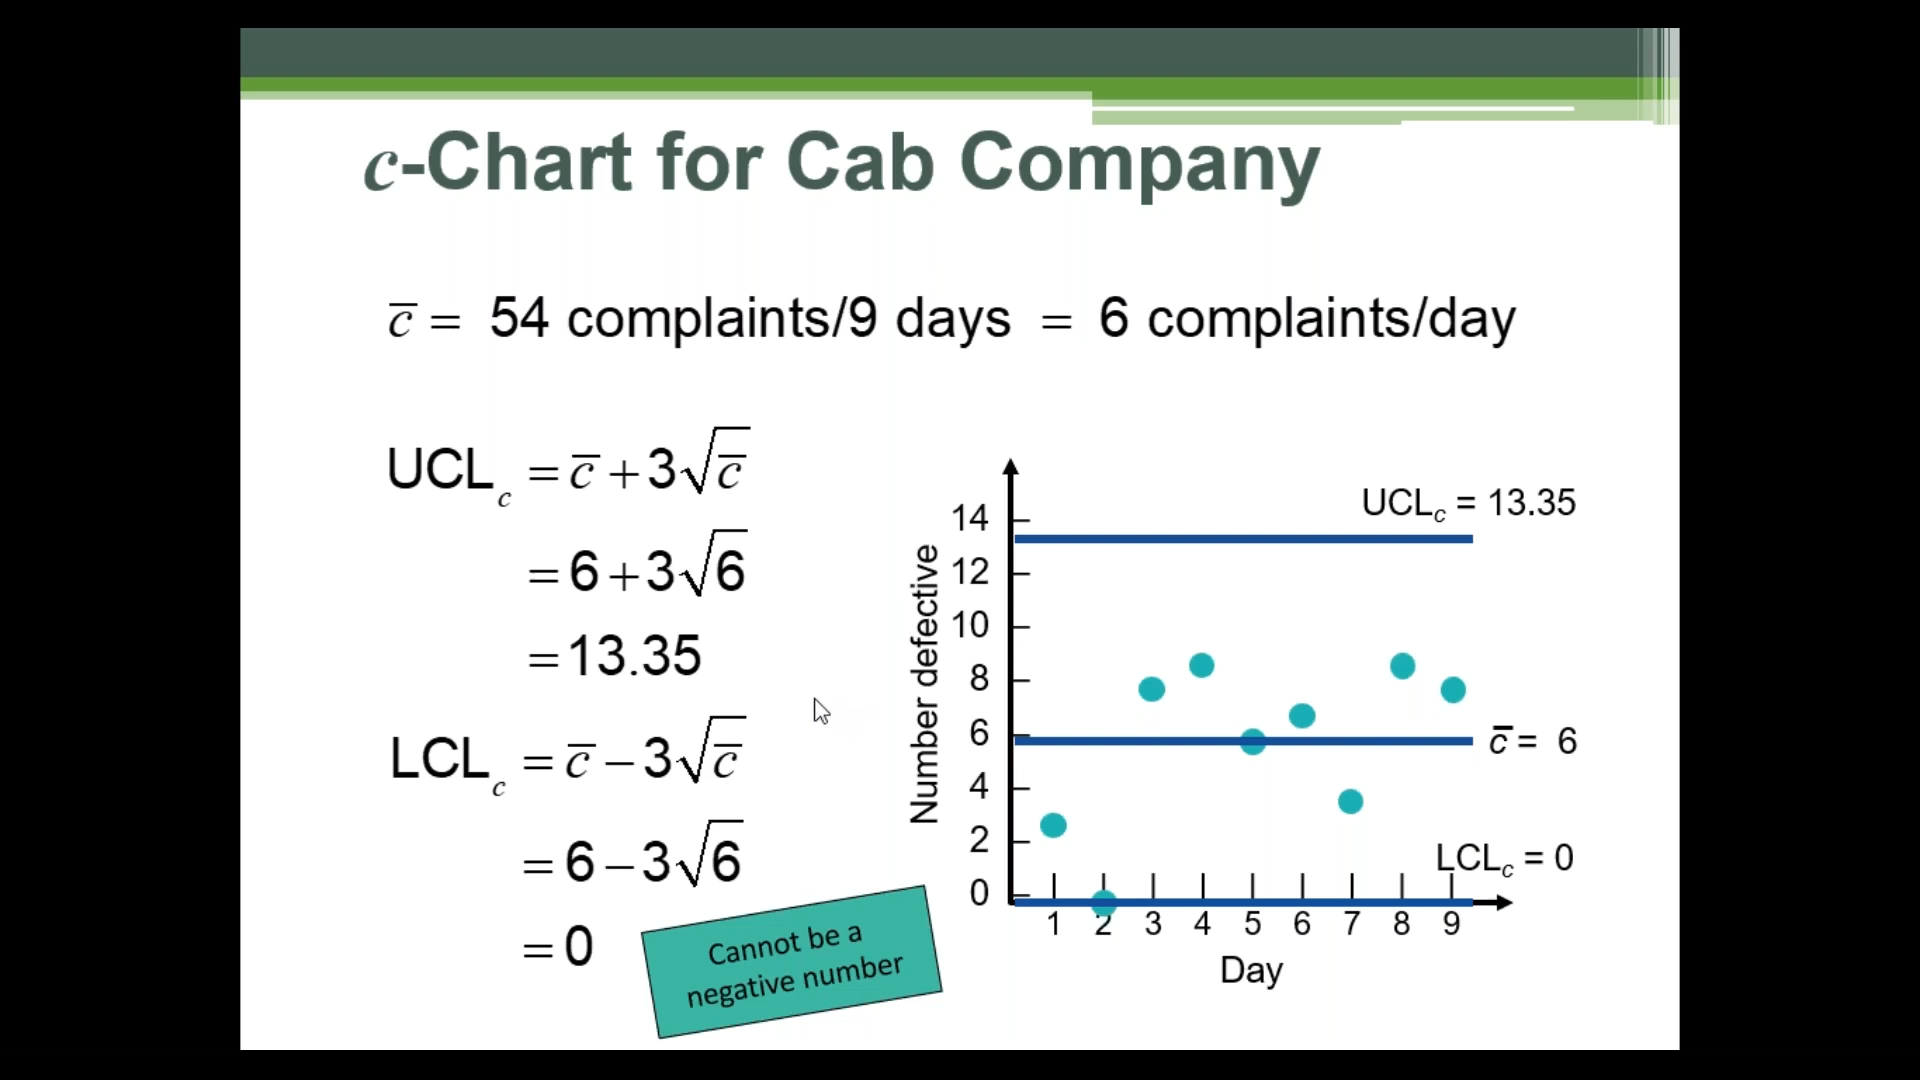 c-Chart for Cab Company
c̅ = 54 complaints/9 days = 6 complaints/day
UCL_c = c̅ + 3√c̅
= 6 + 3√6
= 13.35
LCL_c = c̅ − 3√c̅
= 6 − 3√6
= 0
Cannot be a
negative number
Number defective
14
12
10
8
6
4
2
0
UCL_c = 13.35
c̅ = 6
LCL_c = 0
1 2 3 4 5 6 7 8 9
Day